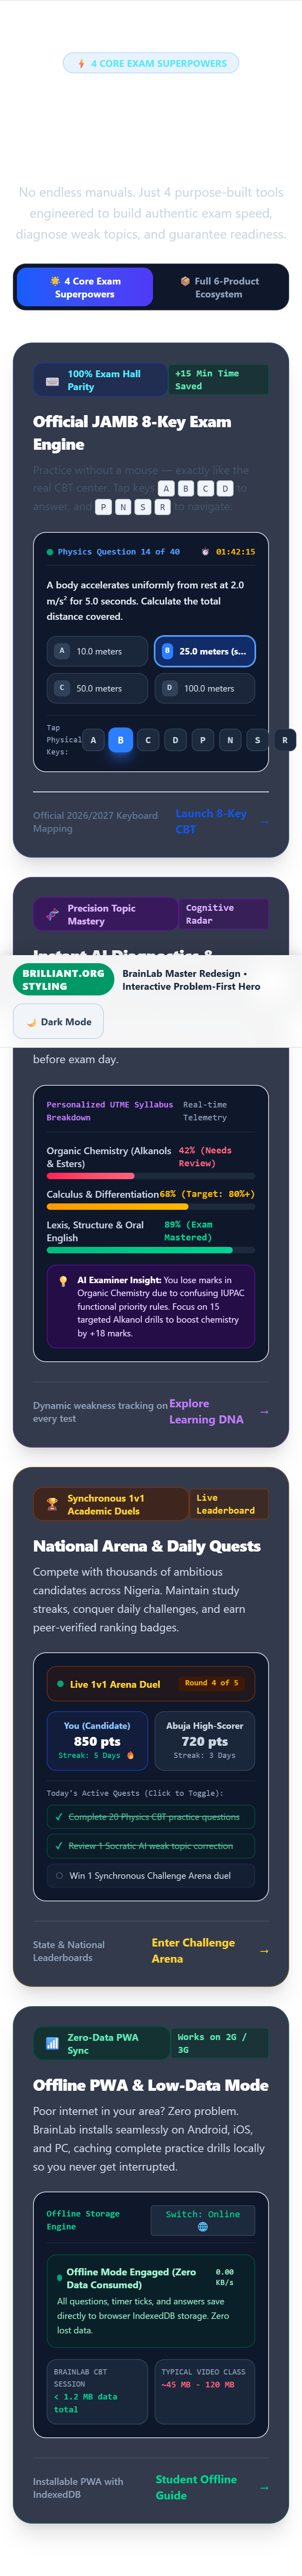 ⚡ 4 CORE EXAM SUPERPOWERS
No endless manuals. Just 4 purpose-built tools
engineered to build authentic exam speed,
diagnose weak topics, and guarantee readiness.
🌟 4 Core Exam
Superpowers
📦 Full 6-Product
Ecosystem
⌨️ 100% Exam Hall
Parity
+15 Min Time
Saved
Official JAMB 8-Key Exam
Engine
Practice without a mouse — exactly like the
real CBT center. Tap keys A B C D to
answer, and P N S R to navigate.
Physics Question 14 of 40
⏰ 01:42:15
A body accelerates uniformly from rest at 2.0
m/s² for 5.0 seconds. Calculate the total
distance covered.
A 10.0 meters
B 25.0 meters (s...
C 50.0 meters
D 100.0 meters
Tap
Physical
Keys:
A B C D P N S R
Official 2026/2027 Keyboard
Mapping
Launch 8-Key
CBT →
🧬 Precision Topic
Mastery
Cognitive
Radar
Instant AI Diagnostics &
BRILLIANT.ORG
STYLING
BrainLab Master Redesign •
Interactive Problem-First Hero
🌙 Dark Mode
before exam day.
Personalized UTME Syllabus
Breakdown
Real-time
Telemetry
Organic Chemistry (Alkanols
& Esters)
42% (Needs
Review)
Calculus & Differentiation 68% (Target: 80%+)
Lexis, Structure & Oral
English
89% (Exam
Mastered)
💡 AI Examiner Insight: You lose marks in
Organic Chemistry due to confusing IUPAC
functional priority rules. Focus on 15
targeted Alkanol drills to boost chemistry
by +18 marks.
Dynamic weakness tracking on
every test
Explore
Learning DNA →
🏆 Synchronous 1v1
Academic Duels
Live
Leaderboard
National Arena & Daily Quests
Compete with thousands of ambitious
candidates across Nigeria. Maintain study
streaks, conquer daily challenges, and earn
peer-verified ranking badges.
Live 1v1 Arena Duel
Round 4 of 5
You (Candidate)
850 pts
Streak: 5 Days 🔥
Abuja High-Scorer
720 pts
Streak: 3 Days
Today's Active Quests (Click to Toggle):
✓ Complete 20 Physics CBT practice questions
✓ Review 1 Socratic AI weak topic correction
○ Win 1 Synchronous Challenge Arena duel
State & National
Leaderboards
Enter Challenge
Arena →
📶 Zero-Data PWA
Sync
Works on 2G /
3G
Offline PWA & Low-Data Mode
Poor internet in your area? Zero problem.
BrainLab installs seamlessly on Android, iOS,
and PC, caching complete practice drills locally
so you never get interrupted.
Offline Storage
Engine
Switch: Online
🌐
Offline Mode Engaged (Zero
Data Consumed)
0.00
KB/s
All questions, timer ticks, and answers save
directly to browser IndexedDB storage. Zero
lost data.
BRAINLAB CBT
SESSION
< 1.2 MB data
total
TYPICAL VIDEO CLASS
~45 MB - 120 MB
Installable PWA with
IndexedDB
Student Offline
Guide →